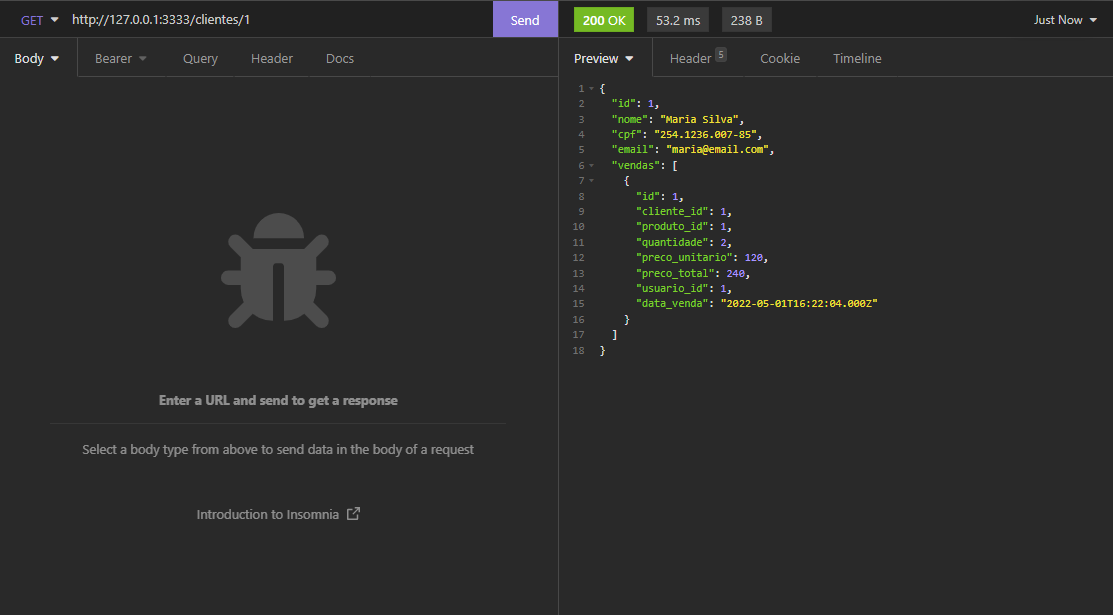 GET http://127.0.0.1:3333/clientes/1 Send 200 OK 53.2 ms 238 B Just Now
Body Bearer Query Header Docs Preview Header 5 Cookie Timeline
1 {
2 "id": 1,
3 "nome": "Maria Silva",
4 "cpf": "254.1236.007-85",
5 "email": "maria@email.com",
6 "vendas": [
7 {
8 "id": 1,
9 "cliente_id": 1,
10 "produto_id": 1,
11 "quantidade": 2,
12 "preco_unitario": 120,
13 "preco_total": 240,
14 "usuario_id": 1,
15 "data_venda": "2022-05-01T16:22:04.000Z"
16 }
17 ]
18 }
Enter a URL and send to get a response
Select a body type from above to send data in the body of a request
Introduction to Insomnia